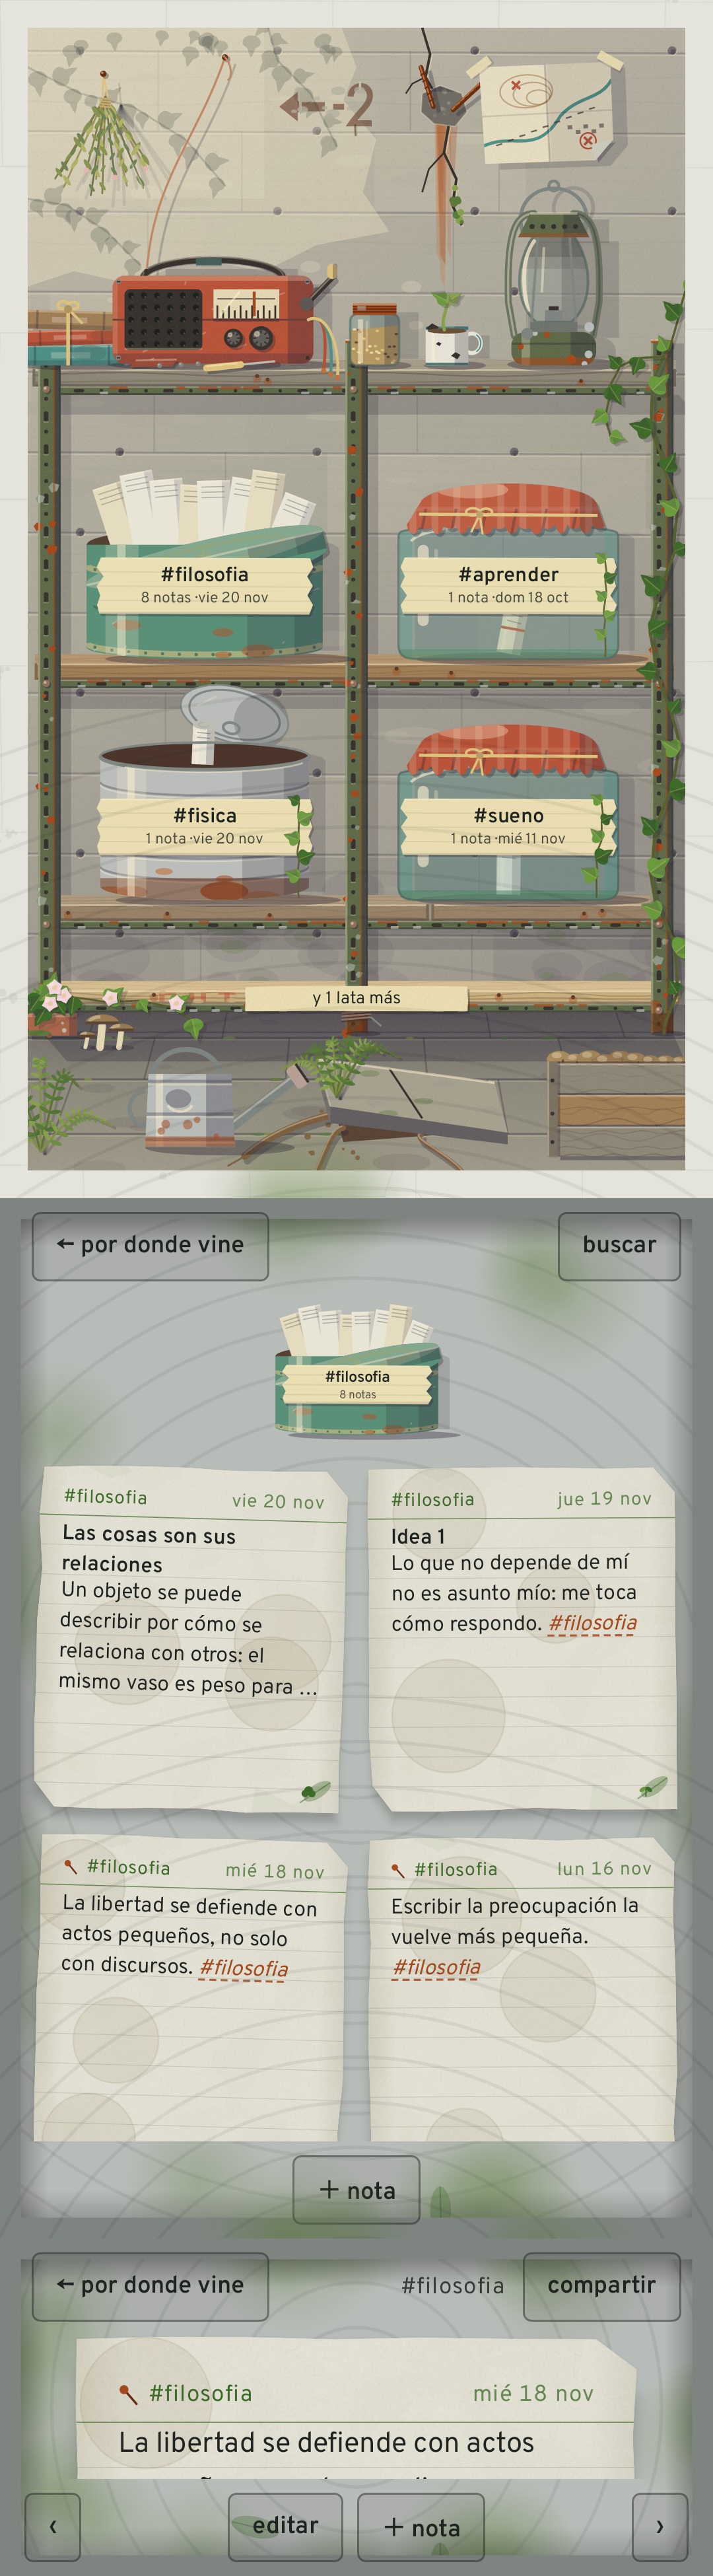 ←-2
#filosofia
8 notas ·vie 20 nov
#aprender
1 nota ·dom 18 oct
#fisica
1 nota ·vie 20 nov
#sueno
1 nota ·mié 11 nov
y 1 lata más
← por donde vine
buscar
#filosofia
8 notas
#filosofia vie 20 nov
Las cosas son sus
relaciones
Un objeto se puede
describir por cómo se
relaciona con otros: el
mismo vaso es peso para ...
#filosofia jue 19 nov
Idea 1
Lo que no depende de mí
no es asunto mío: me toca
cómo respondo. #filosofia
#filosofia mié 18 nov
La libertad se defiende con
actos pequeños, no solo
con discursos. #filosofia
#filosofia lun 16 nov
Escribir la preocupación la
vuelve más pequeña.
#filosofia
+ nota
← por donde vine
#filosofia
compartir
#filosofia mié 18 nov
La libertad se defiende con actos
‹
editar
+ nota
›